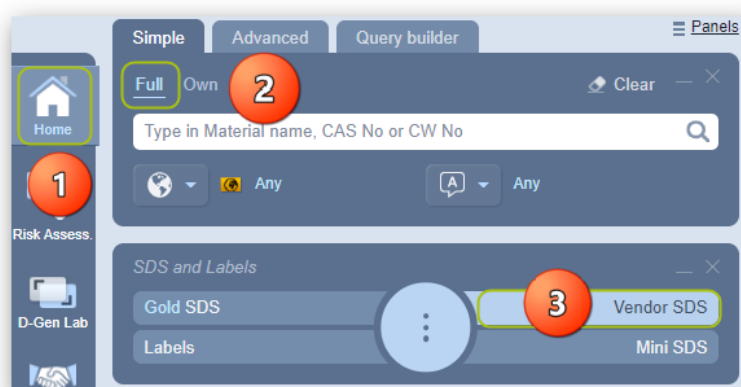 Simple
Advanced
Query builder
Panels
Home
1
Full
Own
2
Clear
Type in Material name, CAS No or CW No
Any
A
Any
Risk Assess.
SDS and Labels
Gold SDS
3
Vendor SDS
Labels
Mini SDS
D-Gen Lab